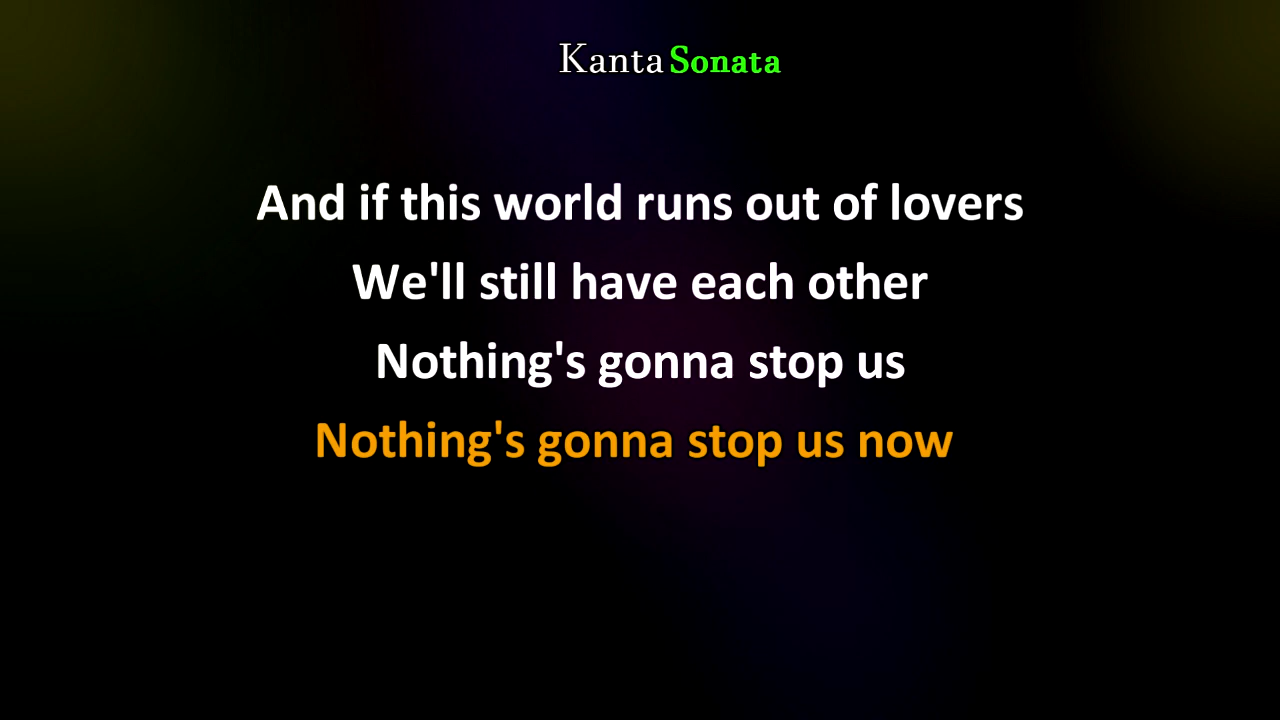 Kanta Sonata
And if this world runs out of lovers
We'll still have each other
Nothing's gonna stop us
Nothing's gonna stop us now